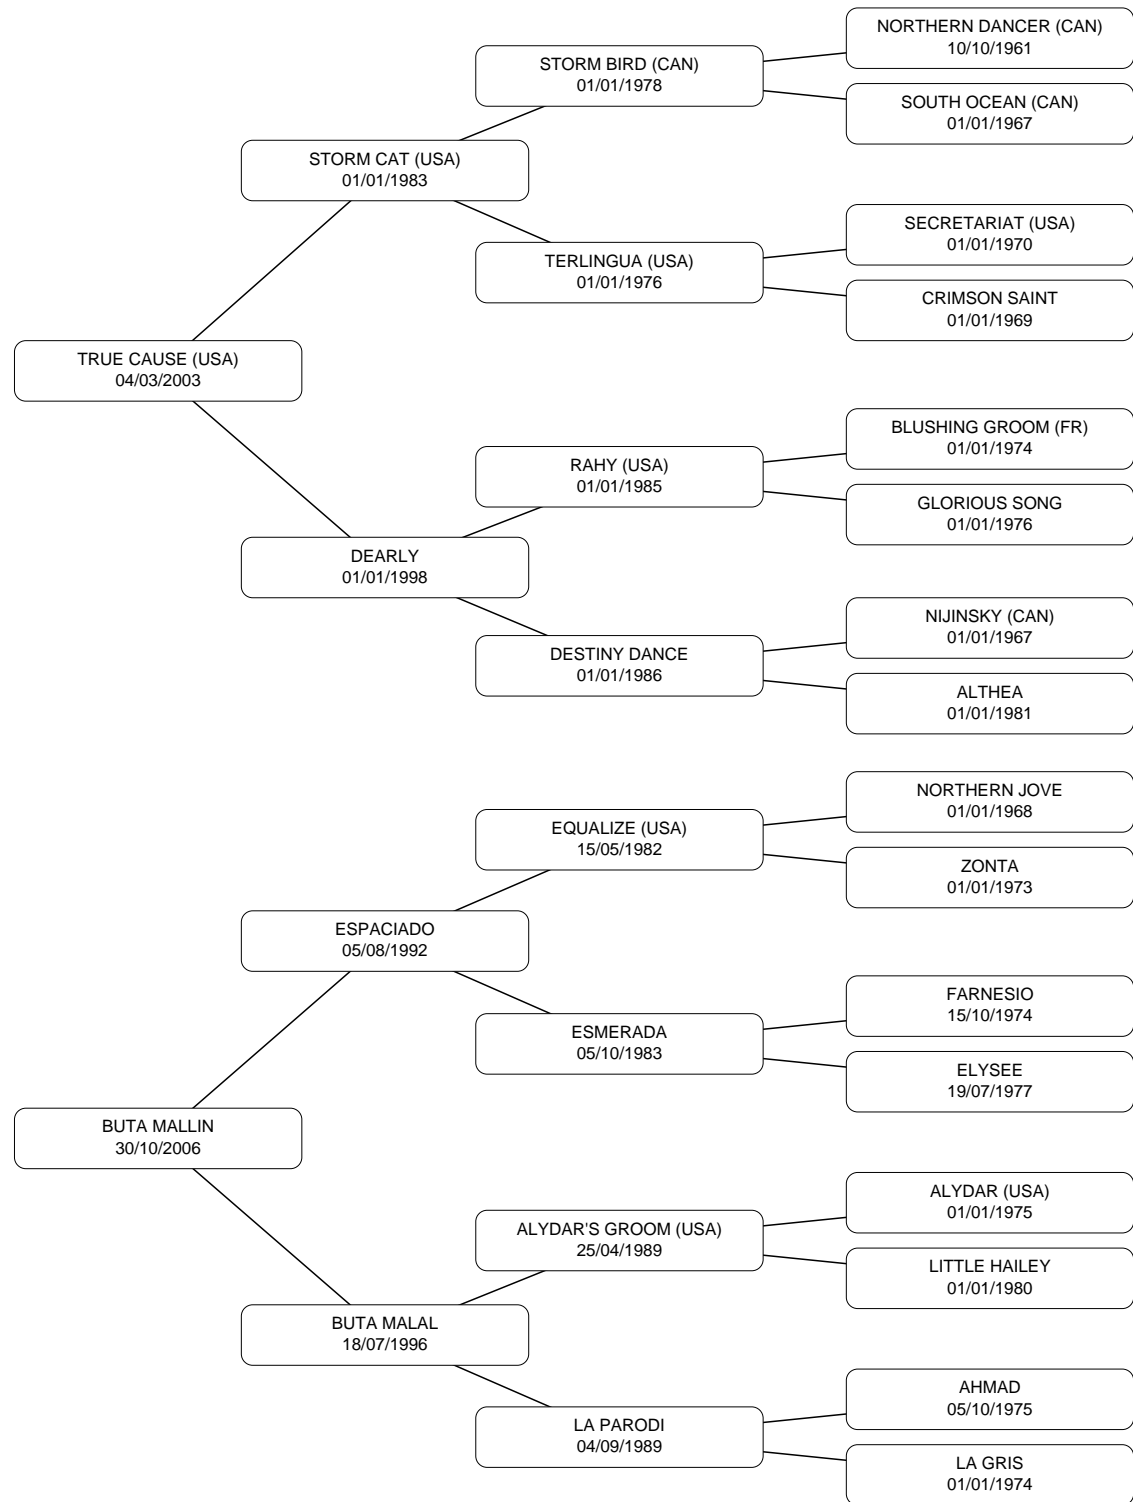 NORTHERN DANCER (CAN)
10/10/1961
STORM BIRD (CAN)
01/01/1978
SOUTH OCEAN (CAN)
01/01/1967
STORM CAT (USA)
01/01/1983
SECRETARIAT (USA)
01/01/1970
TERLINGUA (USA)
01/01/1976
CRIMSON SAINT
01/01/1969
TRUE CAUSE (USA)
04/03/2003
BLUSHING GROOM (FR)
01/01/1974
RAHY (USA)
01/01/1985
GLORIOUS SONG
01/01/1976
DEARLY
01/01/1998
NIJINSKY (CAN)
01/01/1967
DESTINY DANCE
01/01/1986
ALTHEA
01/01/1981
NORTHERN JOVE
01/01/1968
EQUALIZE (USA)
15/05/1982
ZONTA
01/01/1973
ESPACIADO
05/08/1992
FARNESIO
15/10/1974
ESMERADA
05/10/1983
ELYSEE
19/07/1977
BUTA MALLIN
30/10/2006
ALYDAR (USA)
01/01/1975
ALYDAR'S GROOM (USA)
25/04/1989
LITTLE HAILEY
01/01/1980
BUTA MALAL
18/07/1996
AHMAD
05/10/1975
LA PARODI
04/09/1989
LA GRIS
01/01/1974